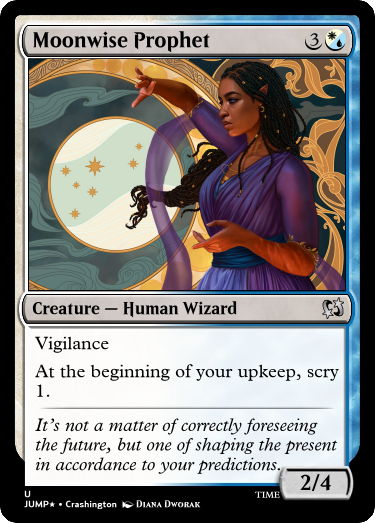 Moonwise Prophet 3
Creature — Human Wizard
Vigilance
At the beginning of your upkeep, scry
1.
It's not a matter of correctly foreseeing
the future, but one of shaping the present
in accordance to your predictions.
2/4
U
TIME
JUMP★ • Crashington DIANA DWORAK